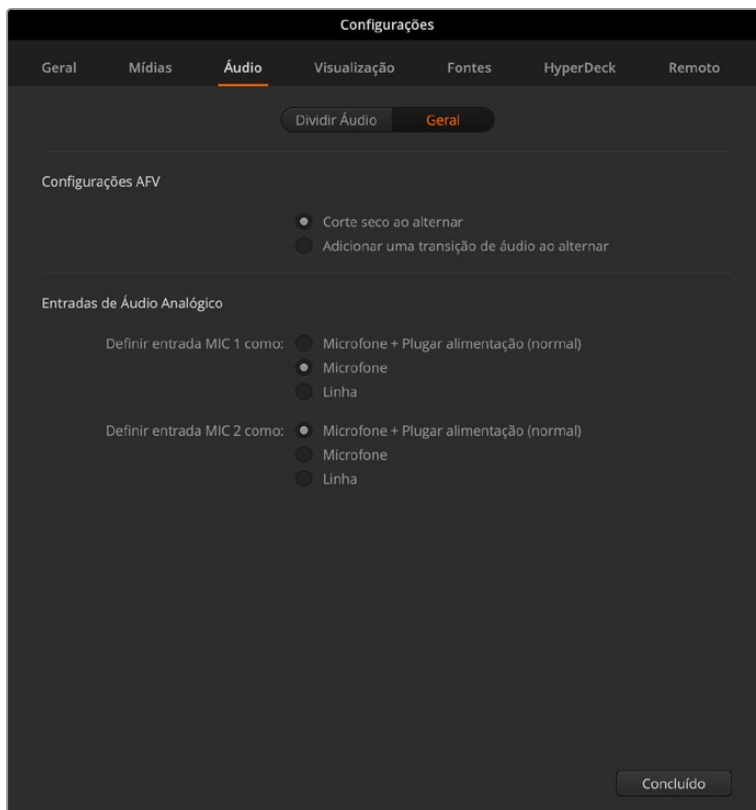 Configurações
Geral Mídias Áudio Visualização Fontes HyperDeck Remoto
Dividir Áudio Geral
Configurações AFV
Corte seco ao alternar
Adicionar uma transição de áudio ao alternar
Entradas de Áudio Analógico
Definir entrada MIC 1 como: Microfone + Plugar alimentação (normal)
Microfone
Linha
Definir entrada MIC 2 como: Microfone + Plugar alimentação (normal)
Microfone
Linha
Concluído